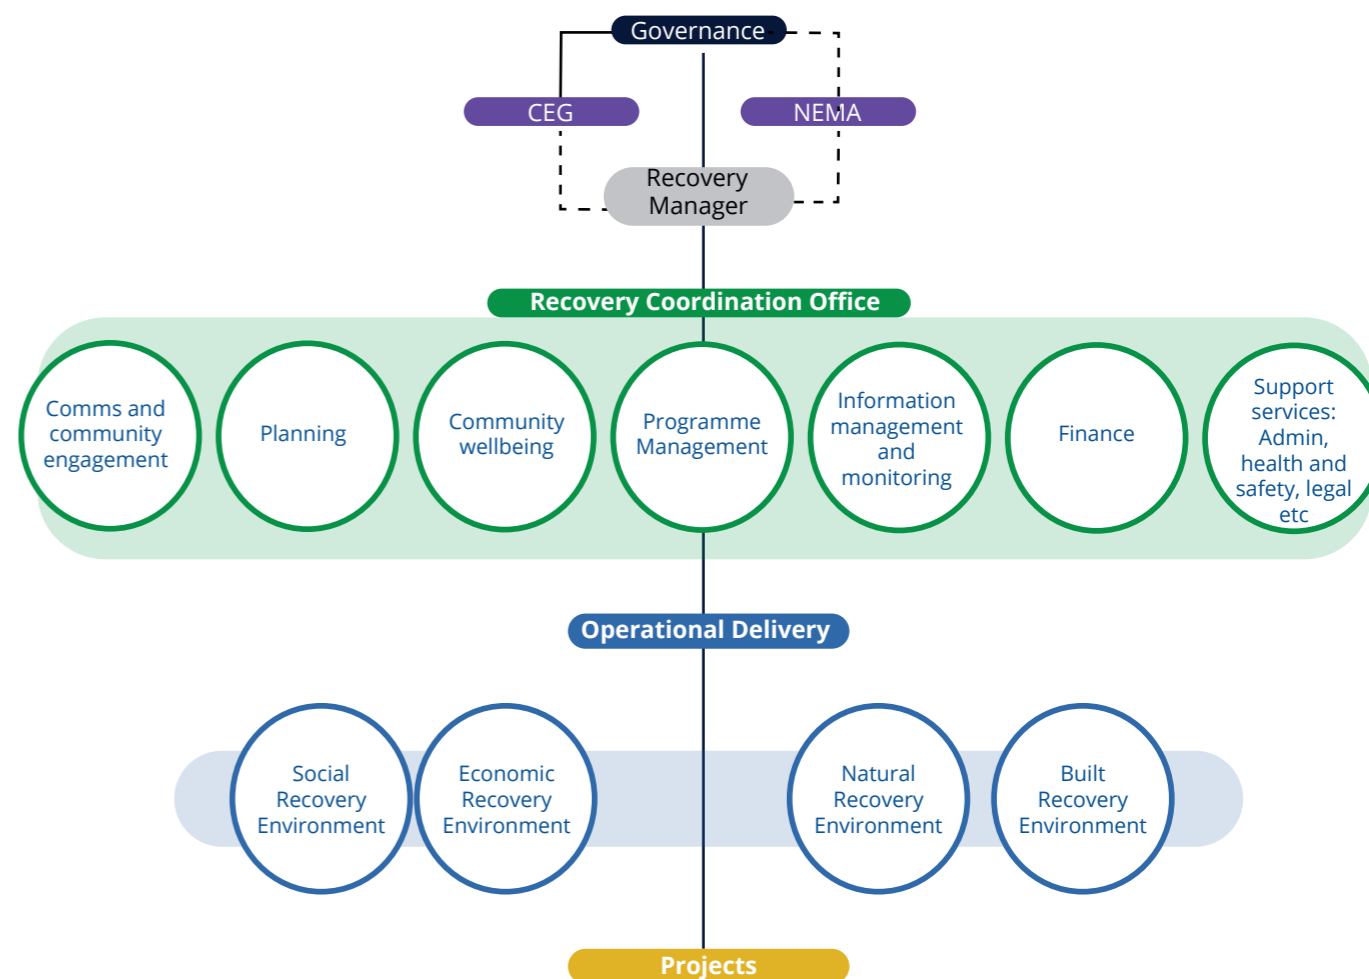 Governance
CEG
NEMA
Recovery
Manager
Recovery Coordination Office
Comms and
community
engagement
Planning
Community
wellbeing
Programme
Management
Information
management
and
monitoring
Finance
Support
services:
Admin,
health and
safety, legal
etc
Operational Delivery
Social
Recovery
Environment
Economic
Recovery
Environment
Natural
Recovery
Environment
Built
Recovery
Environment
Projects